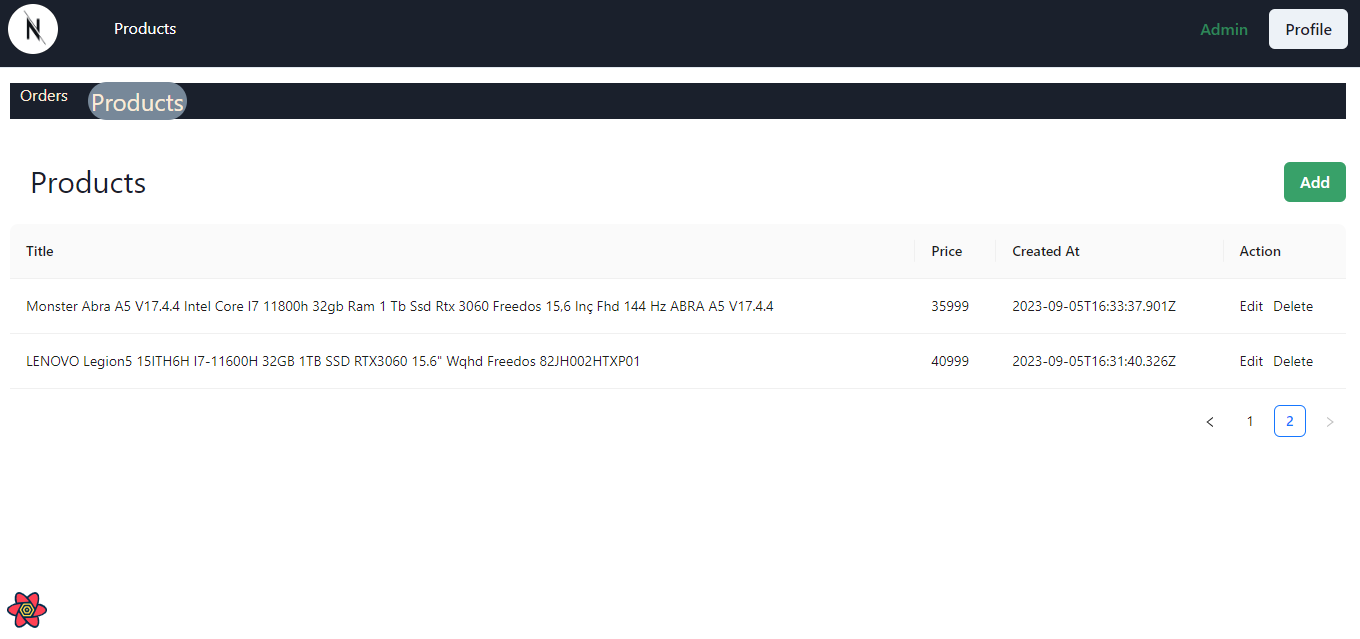 N Products Admin Profile
Orders Products
Products Add
Title Price Created At Action
Monster Abra A5 V17.4.4 Intel Core I7 11800h 32gb Ram 1 Tb Ssd Rtx 3060 Freedos 15,6 Inç Fhd 144 Hz ABRA A5 V17.4.4 35999 2023-09-05T16:33:37.901Z Edit Delete
LENOVO Legion5 15ITH6H I7-11600H 32GB 1TB SSD RTX3060 15.6" Wqhd Freedos 82JH002HTXP01 40999 2023-09-05T16:31:40.326Z Edit Delete
< 1 2 >